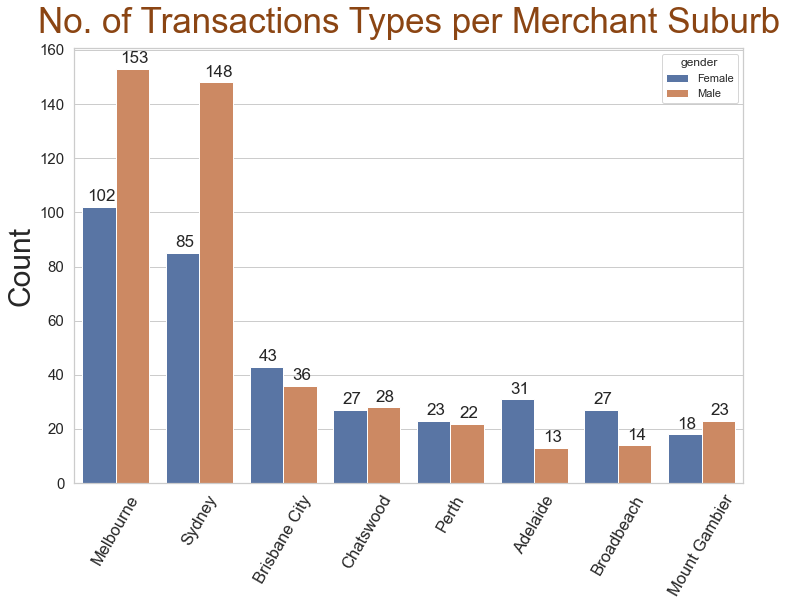 No. of Transactions Types per Merchant Suburb
160
140
120
100
80
60
40
20
0
Count
gender
Female
Male
102
153
85
148
43
36
27
28
23
22
31
13
27
14
18
23
Melbourne
Sydney
Brisbane City
Chatswood
Perth
Adelaide
Broadbeach
Mount Gambier